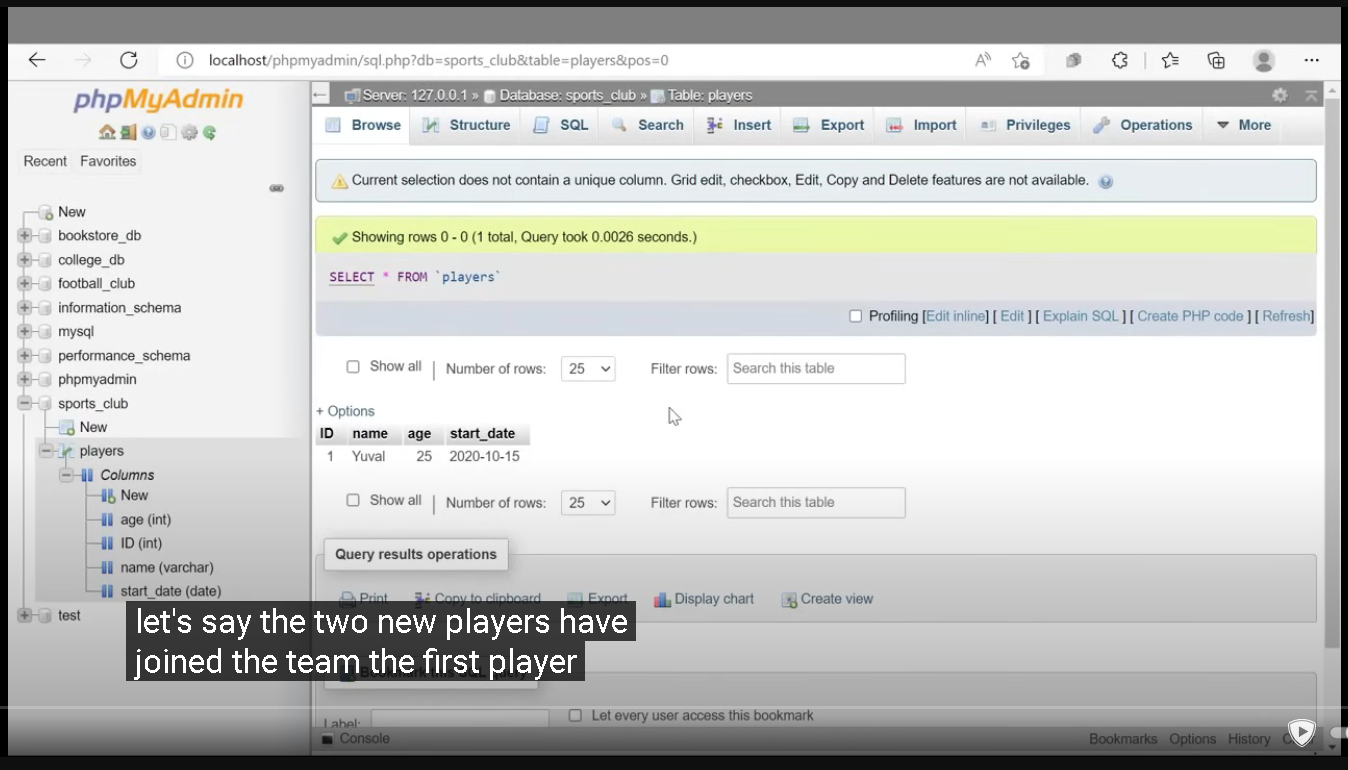 localhost/phpmyadmin/sql.php?db=sports_club&table=players&pos=0
phpMyAdmin
Recent Favorites
New
bookstore_db
college_db
football_club
information_schema
mysql
performance_schema
phpmyadmin
sports_club
New
players
Columns
New
age (int)
ID (int)
name (varchar)
start_date (date)
test
Server: 127.0.0.1 » Database: sports_club » Table: players
Browse Structure SQL Search Insert Export Import Privileges Operations More
Current selection does not contain a unique column. Grid edit, checkbox, Edit, Copy and Delete features are not available.
Showing rows 0 - 0 (1 total, Query took 0.0026 seconds.)
SELECT * FROM `players`
Profiling [Edit inline] [ Edit ] [ Explain SQL ] [ Create PHP code ] [ Refresh]
Show all | Number of rows: 25 Filter rows: Search this table
+ Options
ID name age start_date
1 Yuval 25 2020-10-15
Show all | Number of rows: 25 Filter rows: Search this table
Query results operations
Print Copy to clipboard Export Display chart Create view
let's say the two new players have
joined the team the first player
Bookmark this SQL query
Label: Let every user access this bookmark
Console Bookmarks Options History